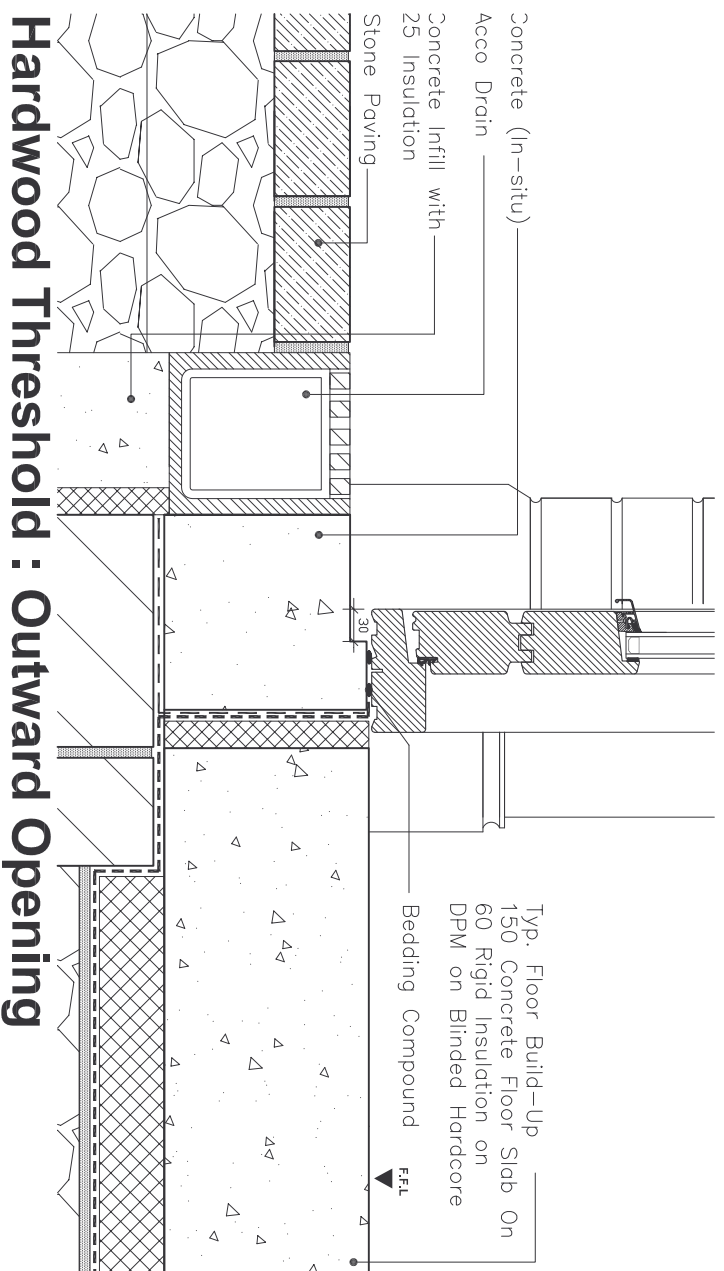 Concrete (In-situ)
Acco Drain
Concrete Infill with
25 Insulation
Stone Paving
30
Typ. Floor Build-Up
150 Concrete Floor Slab On
60 Rigid Insulation on
DPM on Blinded Hardcore
Bedding Compound
F.F.L
Hardwood Threshold : Outward Opening